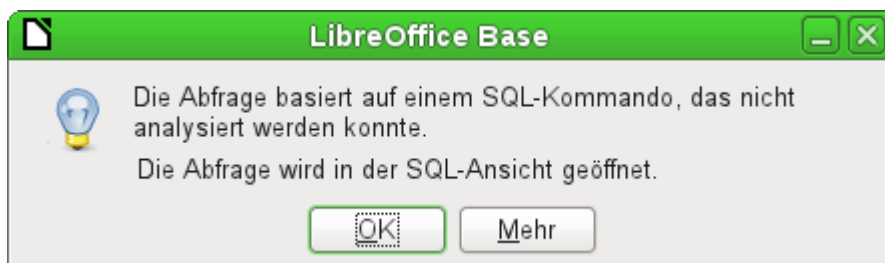 LibreOffice Base
Die Abfrage basiert auf einem SQL-Kommando, das nicht
analysiert werden konnte.
Die Abfrage wird in der SQL-Ansicht geöffnet.
OK Mehr